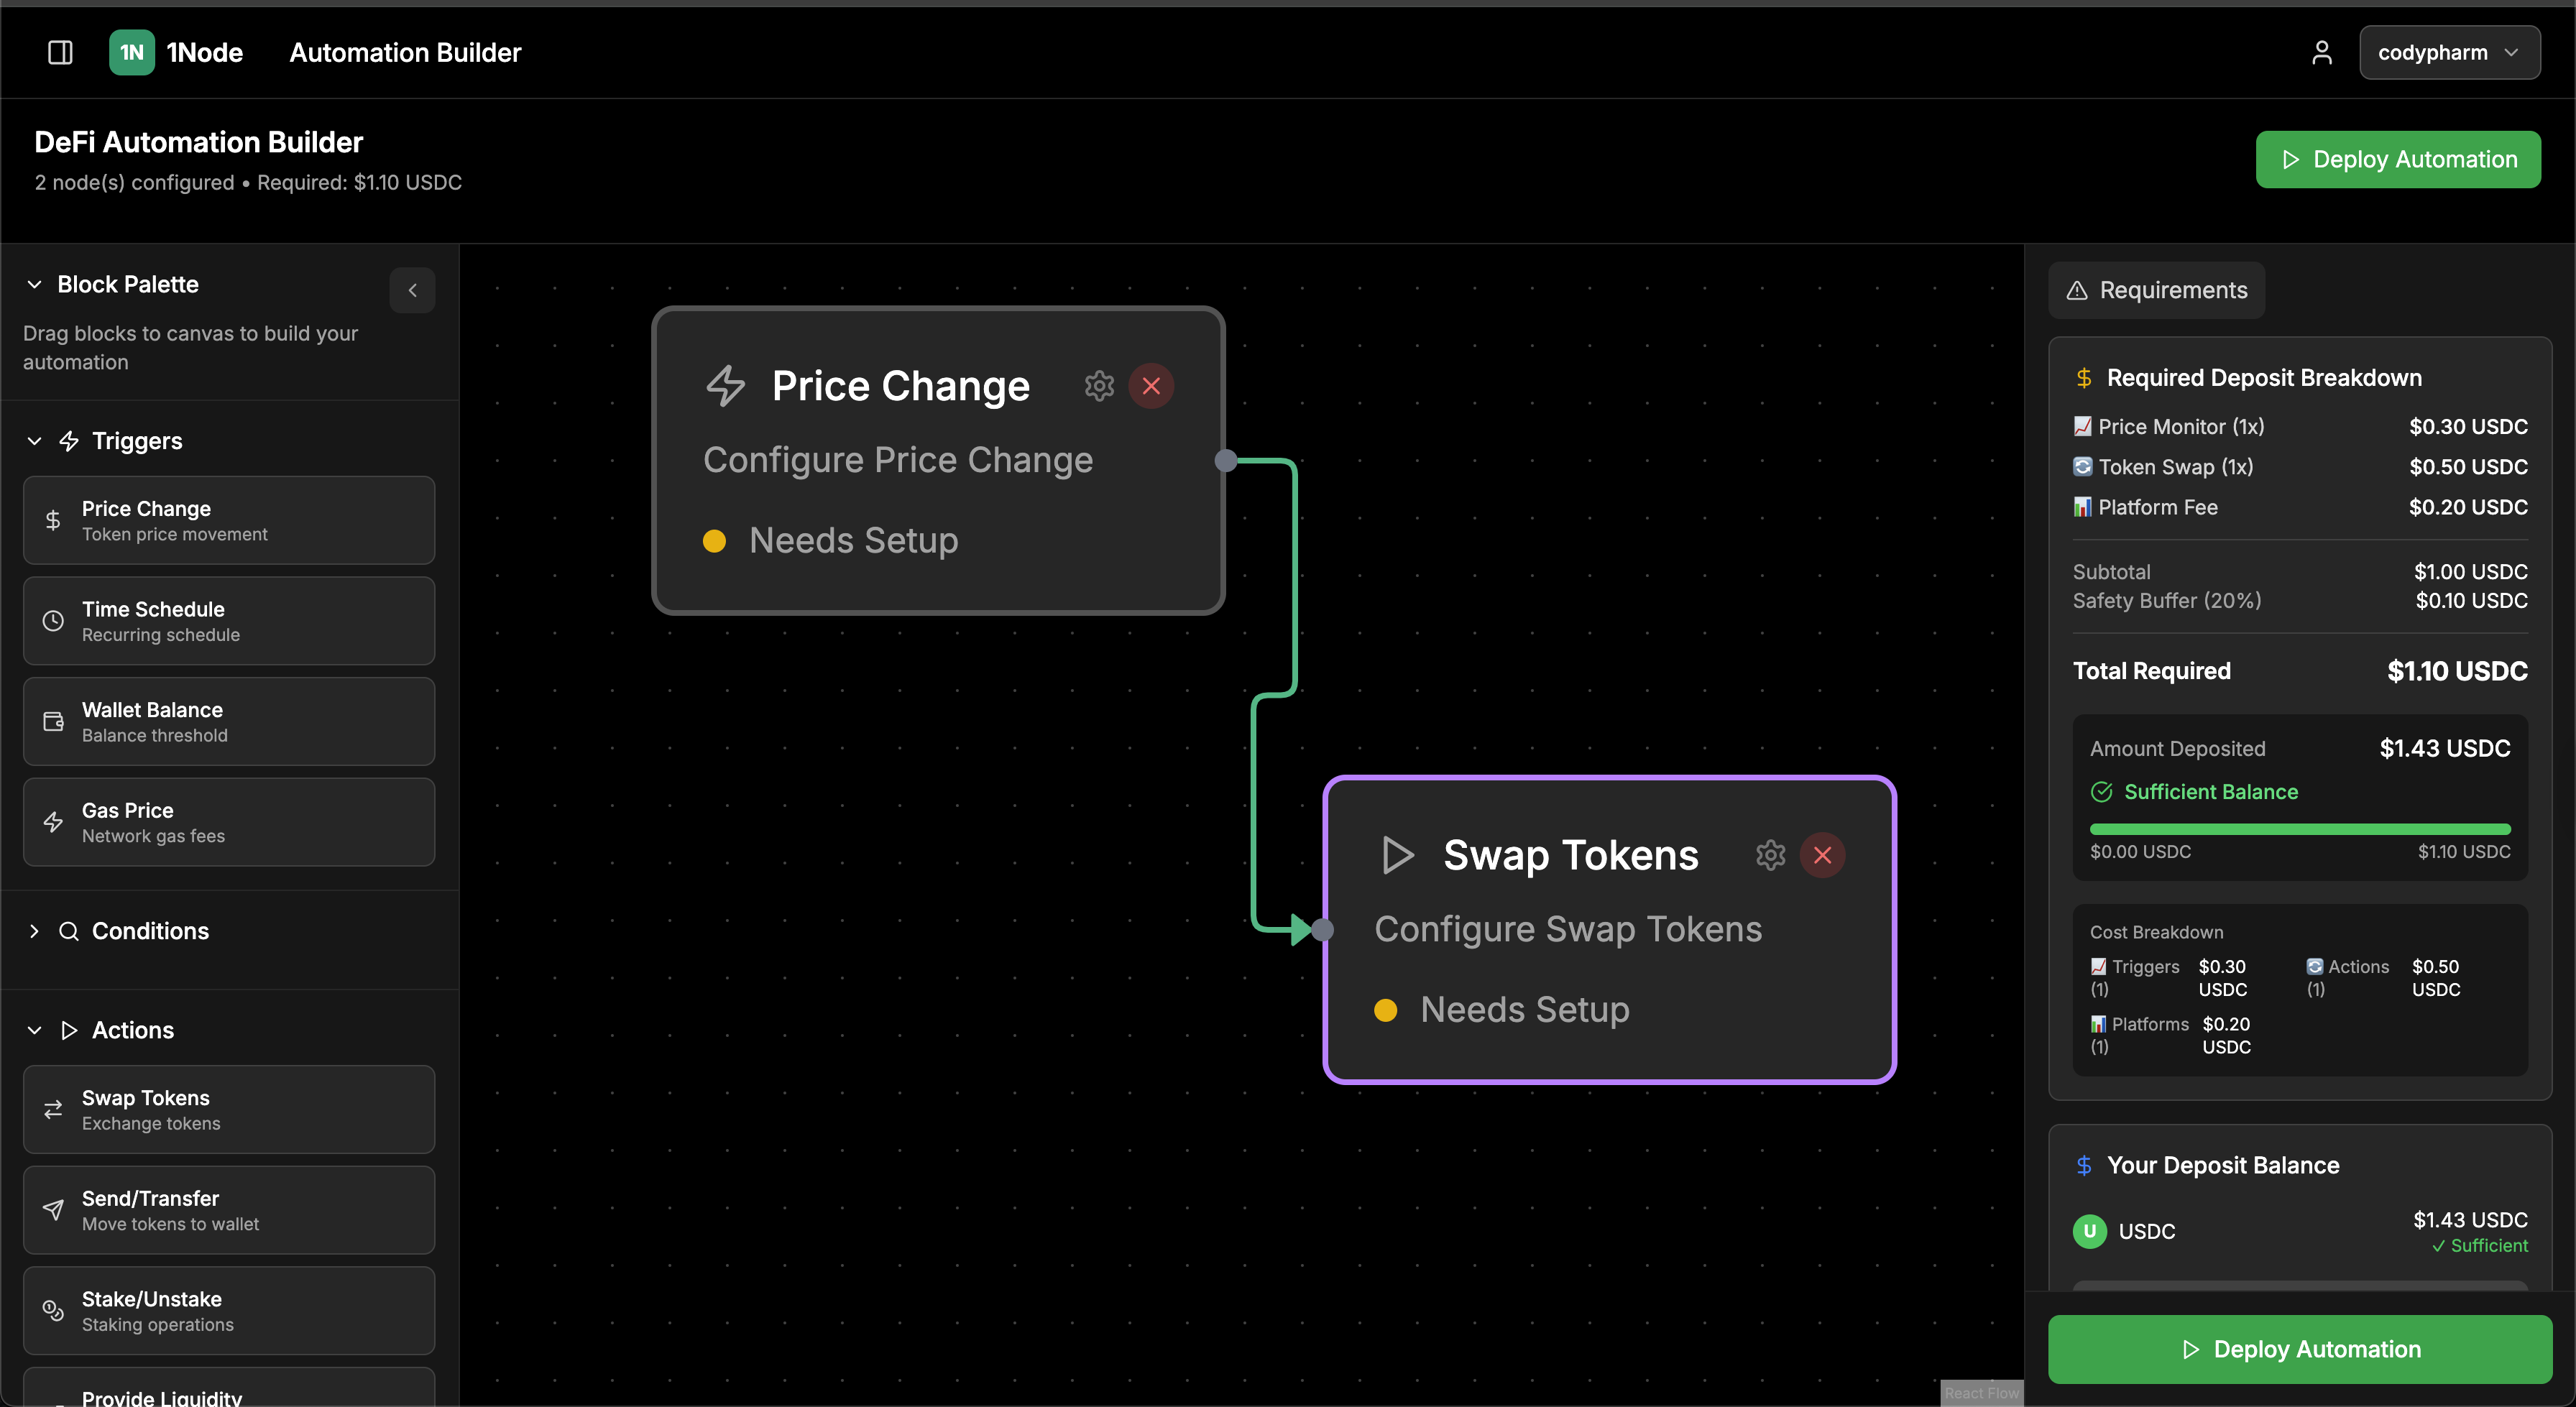 1N 1Node Automation Builder codypharm
DeFi Automation Builder
2 node(s) configured • Required: $1.10 USDC
Deploy Automation
Block Palette
Drag blocks to canvas to build your
automation
Triggers
Price Change
Token price movement
Time Schedule
Recurring schedule
Wallet Balance
Balance threshold
Gas Price
Network gas fees
Conditions
Actions
Swap Tokens
Exchange tokens
Send/Transfer
Move tokens to wallet
Stake/Unstake
Staking operations
Provide Liquidity
Price Change
Configure Price Change
Needs Setup
Swap Tokens
Configure Swap Tokens
Needs Setup
React Flow
Requirements
$ Required Deposit Breakdown
Price Monitor (1x) $0.30 USDC
Token Swap (1x) $0.50 USDC
Platform Fee $0.20 USDC
Subtotal $1.00 USDC
Safety Buffer (20%) $0.10 USDC
Total Required $1.10 USDC
Amount Deposited $1.43 USDC
Sufficient Balance
$0.00 USDC $1.10 USDC
Cost Breakdown
Triggers $0.30 Actions $0.50
(1) USDC (1) USDC
Platforms $0.20
(1) USDC
$ Your Deposit Balance
U USDC $1.43 USDC
✓ Sufficient
Deploy Automation